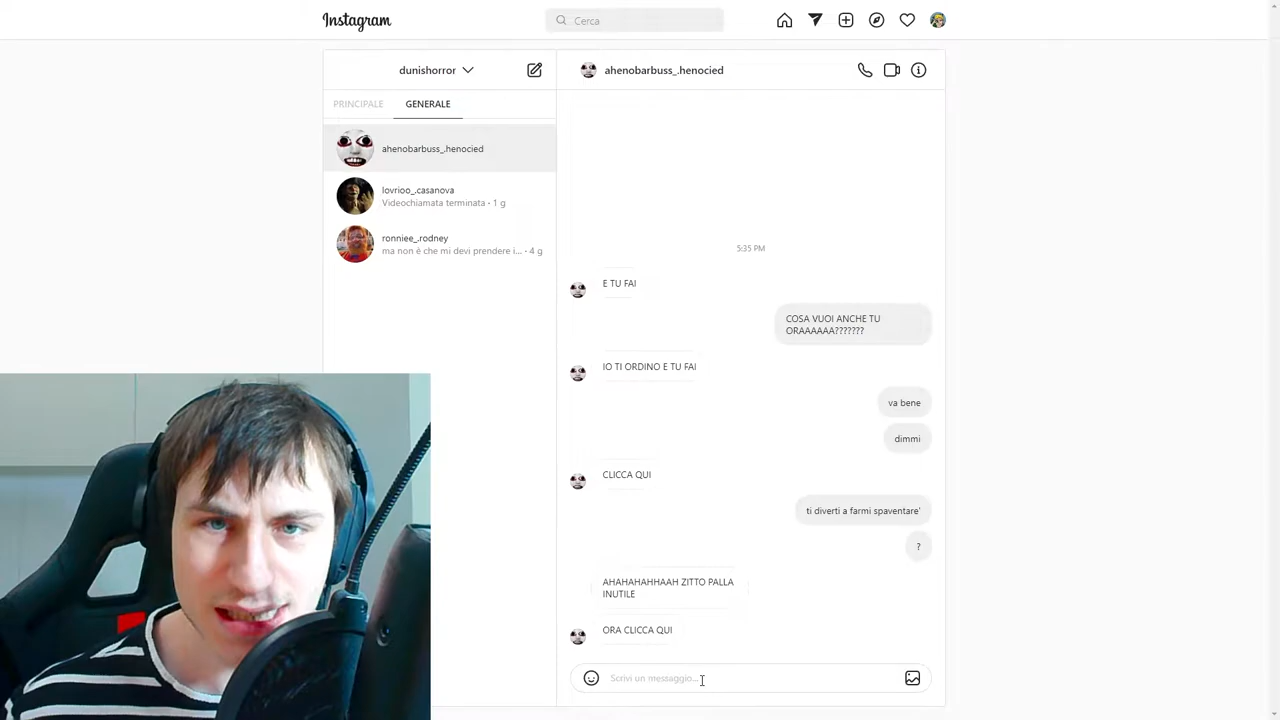 Instagram
Cerca
dunishorror
ahenobarbuss_.henocied
PRINCIPALE
GENERALE
ahenobarbuss_.henocied
lovrioo_.casanova
Videochiamata terminata · 1 g
ronniee_.rodney
ma non è che mi devi prendere i... · 4 g
5:35 PM
E TU FAI
COSA VUOI ANCHE TU
ORAAAAAA???????
IO TI ORDINO E TU FAI
va bene
dimmi
CLICCA QUI
ti diverti a farmi spaventare'
?
AHAHAHAHHAAH ZITTO PALLA
INUTILE
ORA CLICCA QUI
Scrivi un messaggio...